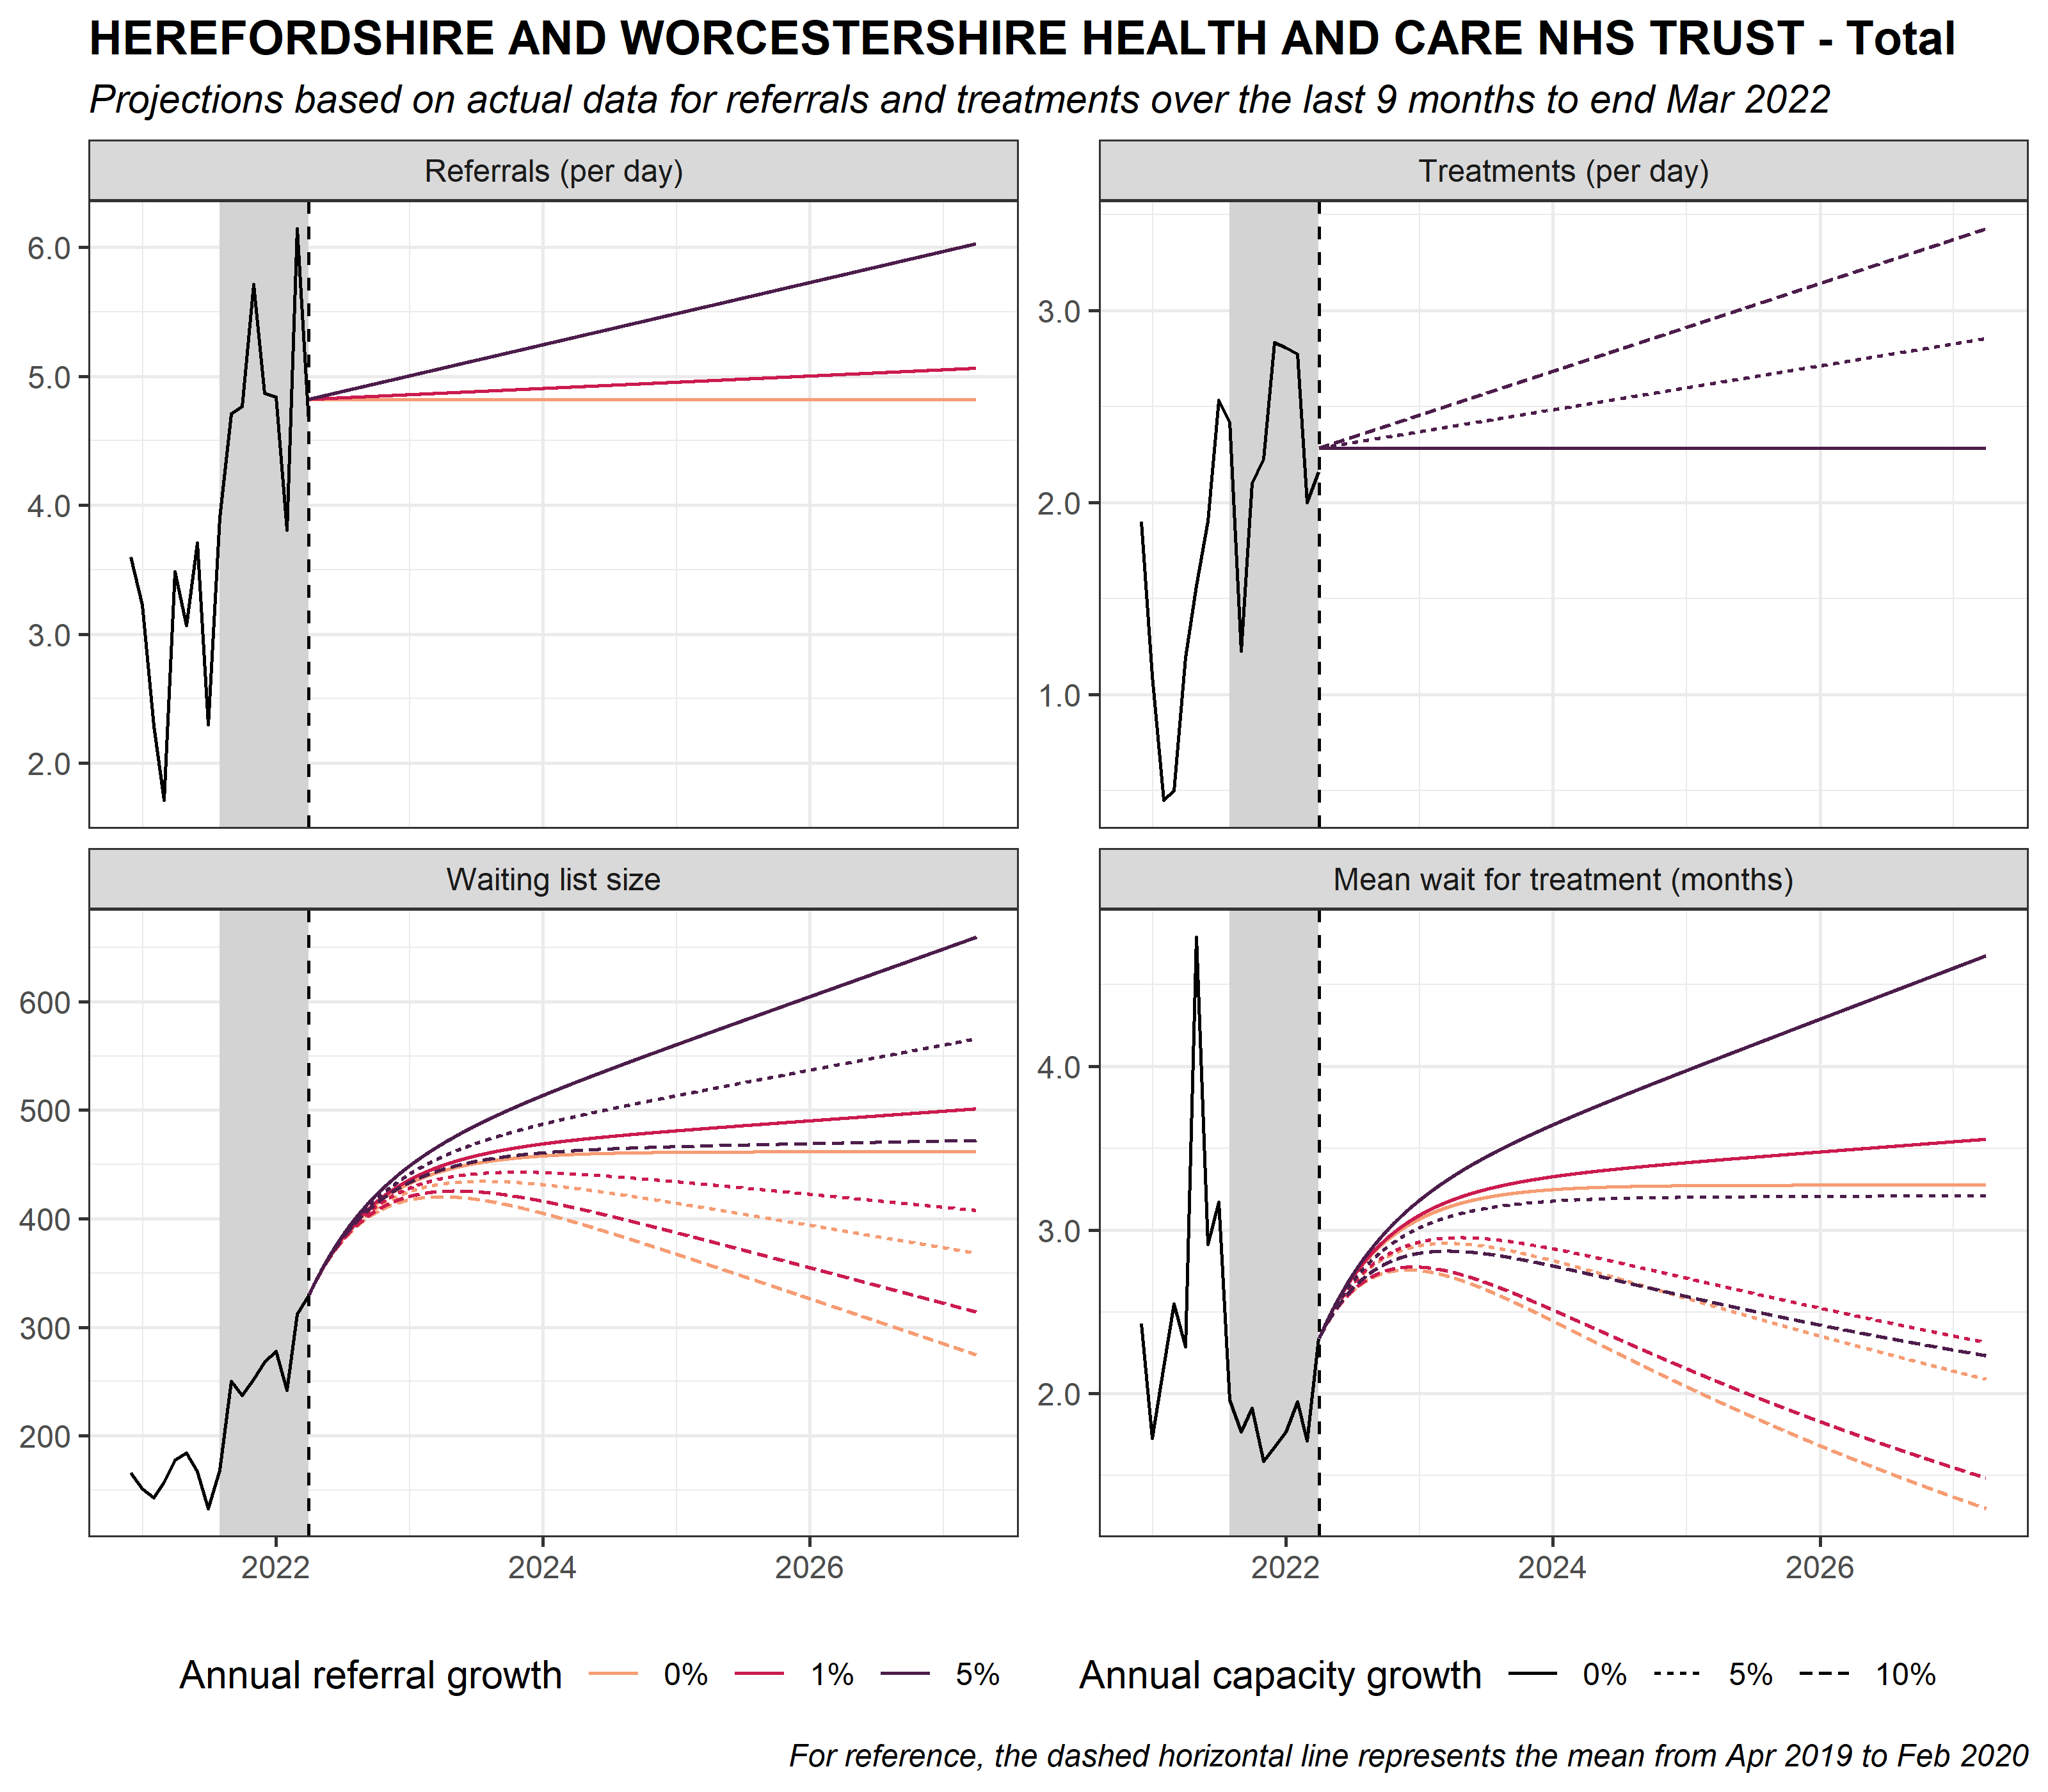 HEREFORDSHIRE AND WORCESTERSHIRE HEALTH AND CARE NHS TRUST - Total
Projections based on actual data for referrals and treatments over the last 9 months to end Mar 2022
Referrals (per day)
6.0
5.0
4.0
3.0
2.0
Treatments (per day)
3.0
2.0
1.0
Waiting list size
600
500
400
300
200
2022 2024 2026
Mean wait for treatment (months)
4.0
3.0
2.0
2022 2024 2026
Annual referral growth 0% 1% 5%
Annual capacity growth 0% 5% 10%
For reference, the dashed horizontal line represents the mean from Apr 2019 to Feb 2020